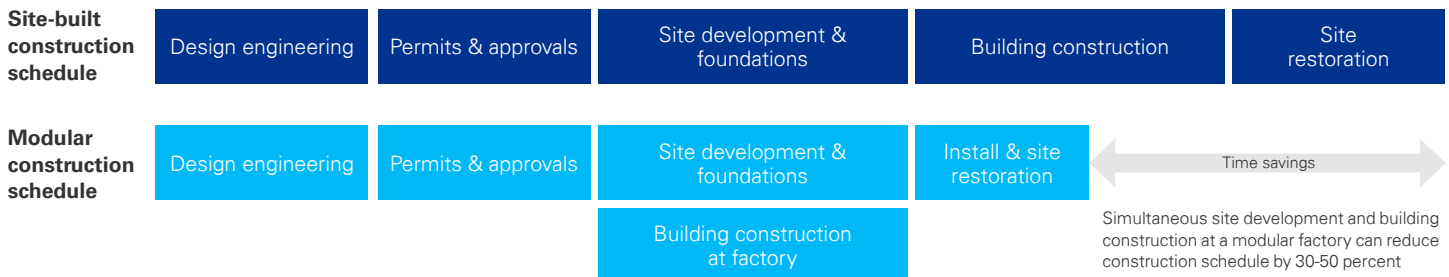 Site-built
construction
schedule
Design engineering
Permits & approvals
Site development &
foundations
Building construction
Site
restoration
Modular
construction
schedule
Design engineering
Permits & approvals
Site development &
foundations
Install & site
restoration
Time savings
Building construction
at factory
Simultaneous site development and building
construction at a modular factory can reduce
construction schedule by 30-50 percent